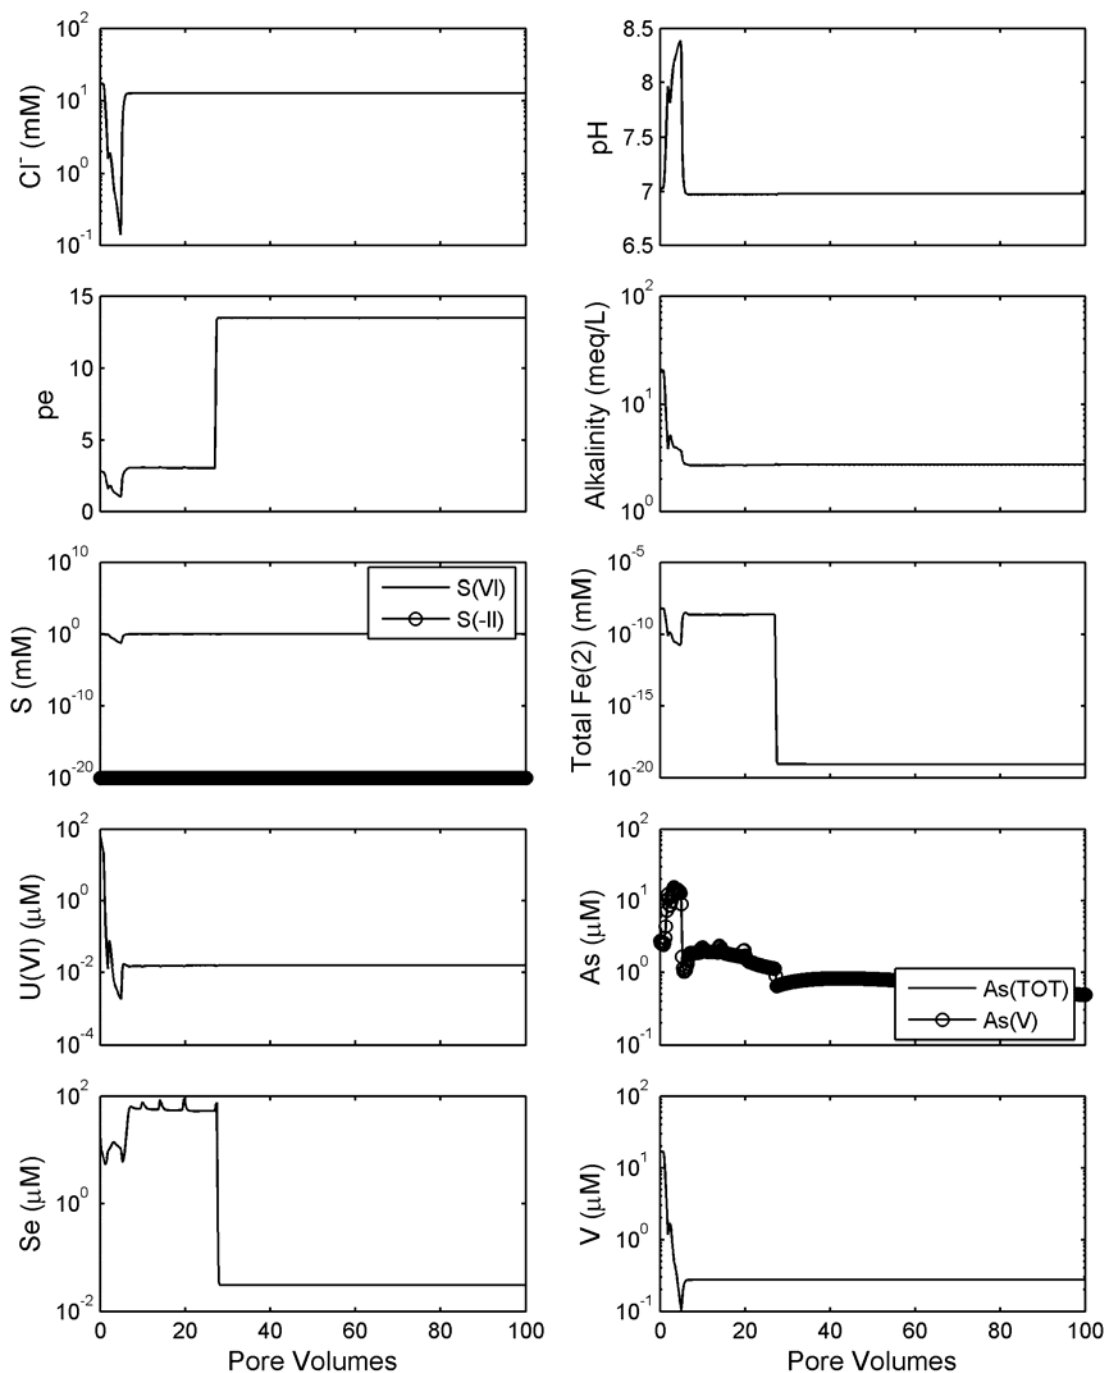 10^2
10^1
10^0
10^-1
Cl^- (mM)
8.5
8
7.5
7
6.5
pH
15
10
5
0
pe
10^2
10^1
10^0
Alkalinity (meq/L)
10^10
10^0
10^-10
10^-20
S (mM)
S(VI)
S(-II)
10^-5
10^-10
10^-15
10^-20
Total Fe(2) (mM)
10^2
10^0
10^-2
10^-4
U(VI) (μM)
10^2
10^1
10^0
10^-1
As (μM)
As(TOT)
As(V)
10^2
10^0
10^-2
Se (μM)
0 20 40 60 80 100
Pore Volumes
10^2
10^1
10^0
10^-1
V (μM)
0 20 40 60 80 100
Pore Volumes